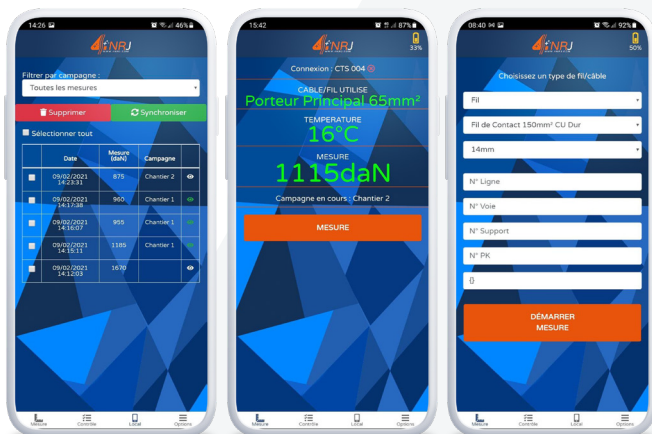 14:26
46%
NRJ
Filtrer par campagne :
Toutes les mesures
Supprimer
Synchroniser
Sélectionner tout
Date
Mesure (daN)
Campagne
09/02/2021 14:23:31
875
Chantier 2
09/02/2021 14:17:38
960
Chantier 1
09/02/2021 14:16:07
955
Chantier 1
09/02/2021 14:15:11
1185
Chantier 1
09/02/2021 14:12:03
1670
Mesure
Contrôle
Local
Options
15:42
87%
NRJ
33%
Connexion : CTS 004
CABLE/FIL UTILISE
Porteur Principal 65mm²
TEMPERATURE
16°C
MESURE
1115daN
Campagne en cours : Chantier 2
MESURE
Mesure
Contrôle
Local
Options
08:40
92%
NRJ
50%
Choisissez un type de fil/câble
Fil
Fil de Contact 150mm² CU Dur
14mm
N° Ligne
N° Voie
N° Support
N° PK
{}
DÉMARRER
MESURE
Mesure
Contrôle
Local
Options